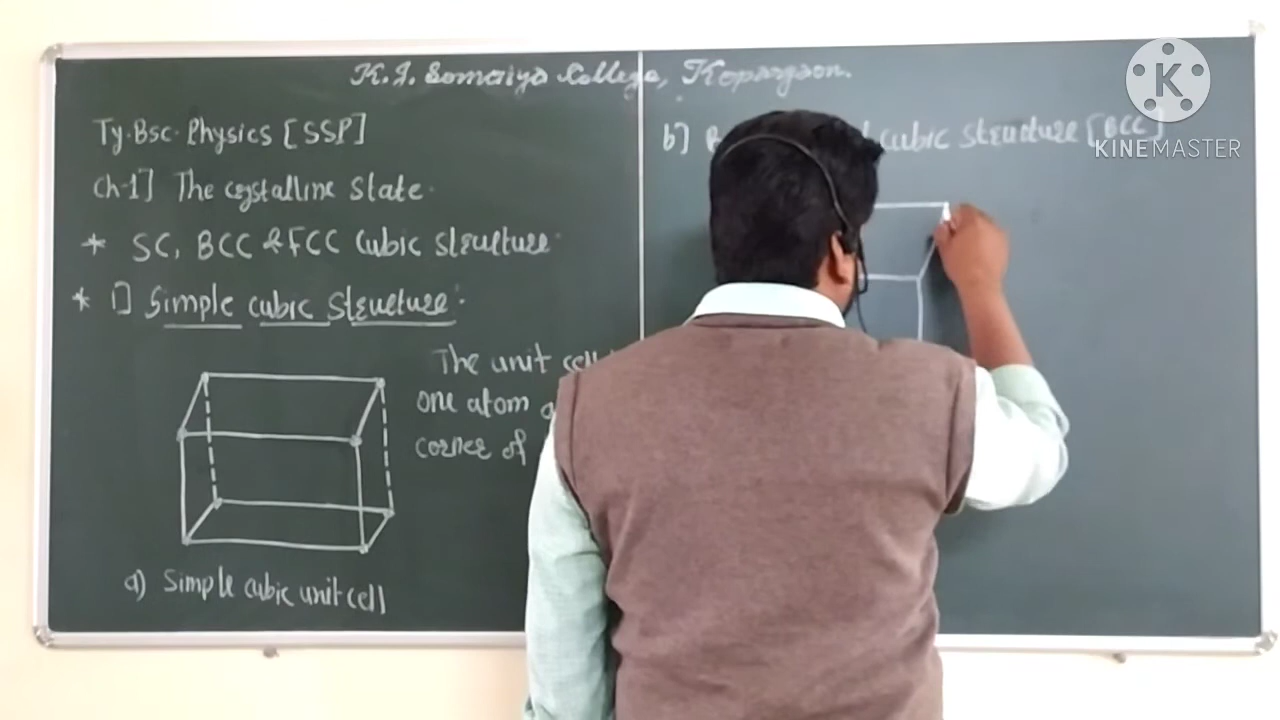 K.J. Somaiya College, Kopargaon.
Ty.Bsc. Physics [SSP]
Ch-1] The crystalline state.
* SC, BCC & FCC Cubic structure.
* 1] Simple cubic structure:
The unit cell
one atom
corner of
a) Simple cubic unit cell
b] cubic structure [BCC]
K
KINEMASTER